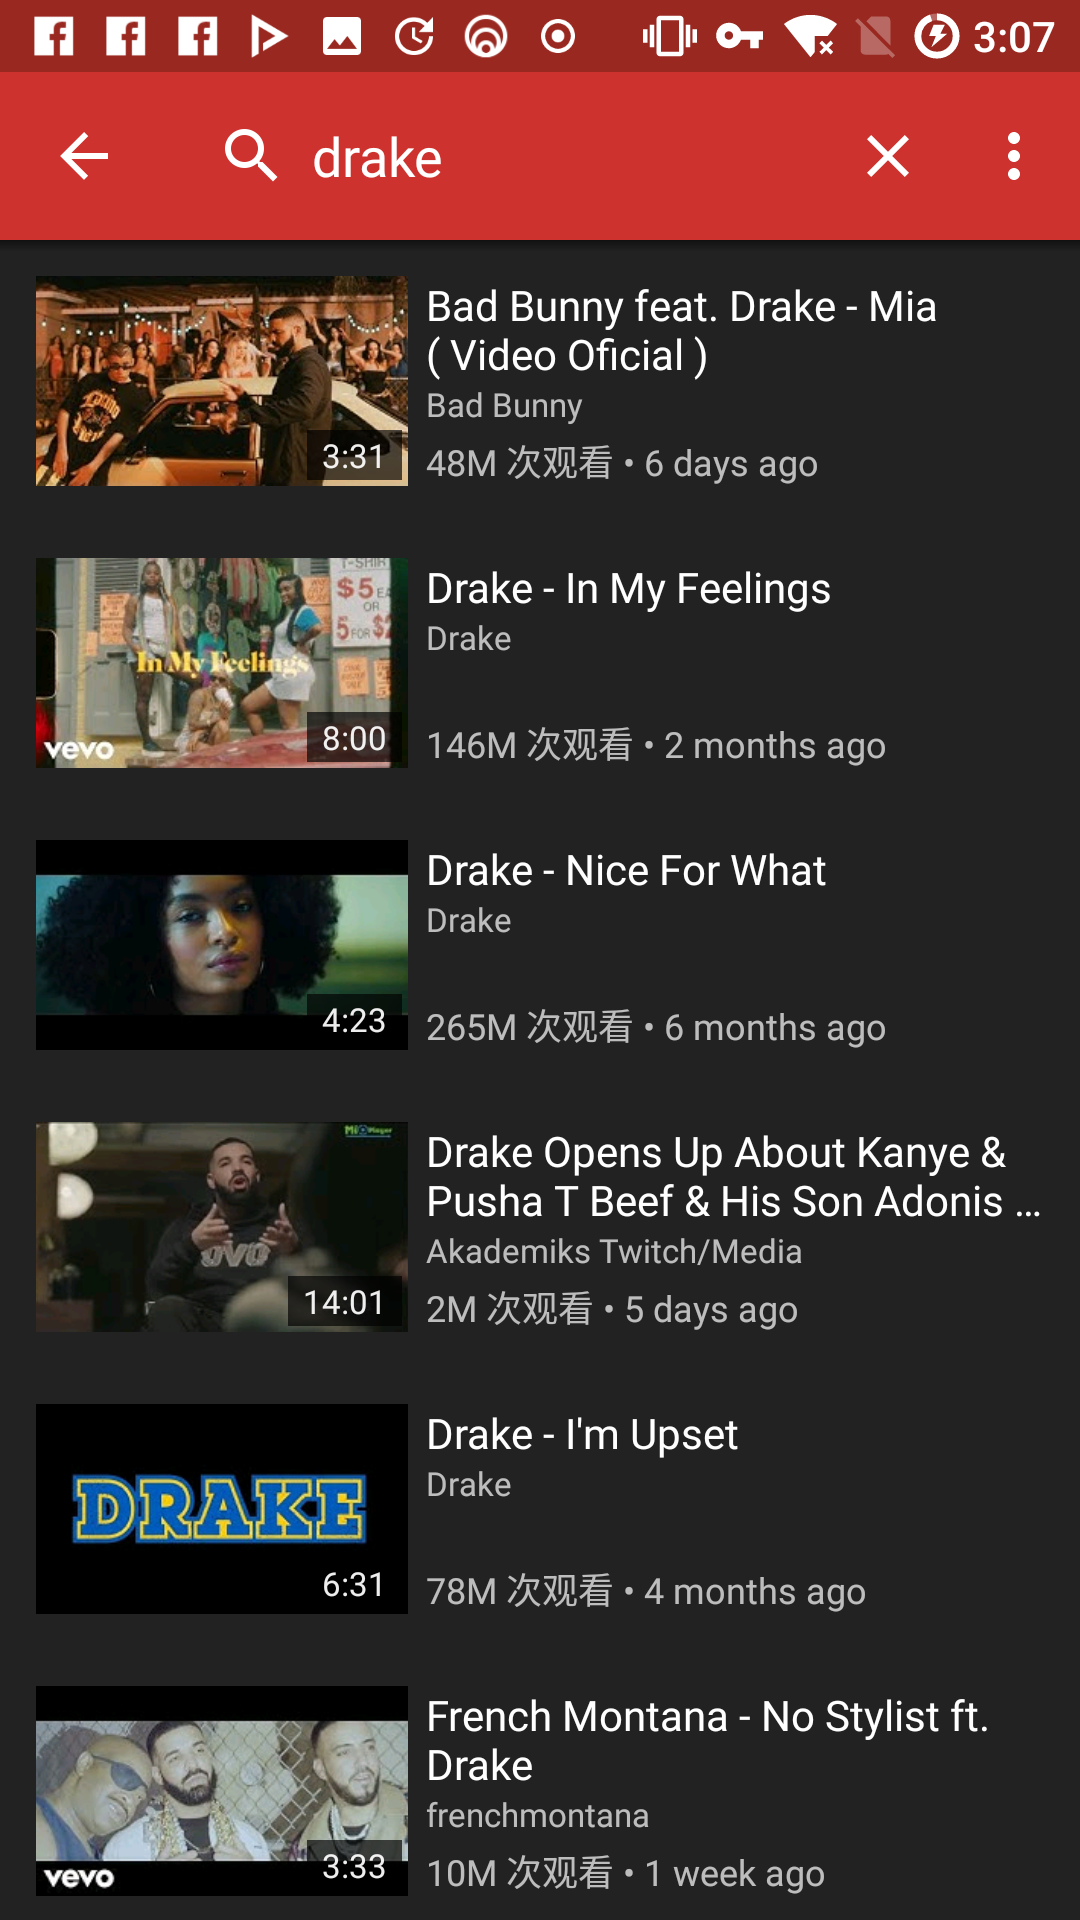 3:07
drake
Bad Bunny feat. Drake - Mia
( Video Oficial )
Bad Bunny
3:31
48M 次观看 • 6 days ago
T-SHIR
$5 EA
OR
5 FOR $2
In My Feelings
vevo
8:00
Drake - In My Feelings
Drake
146M 次观看 • 2 months ago
4:23
Drake - Nice For What
Drake
265M 次观看 • 6 months ago
OVO
14:01
Drake Opens Up About Kanye &
Pusha T Beef & His Son Adonis ...
Akademiks Twitch/Media
2M 次观看 • 5 days ago
DRAKE
6:31
Drake - I'm Upset
Drake
78M 次观看 • 4 months ago
vevo
3:33
French Montana - No Stylist ft.
Drake
frenchmontana
10M 次观看 • 1 week ago